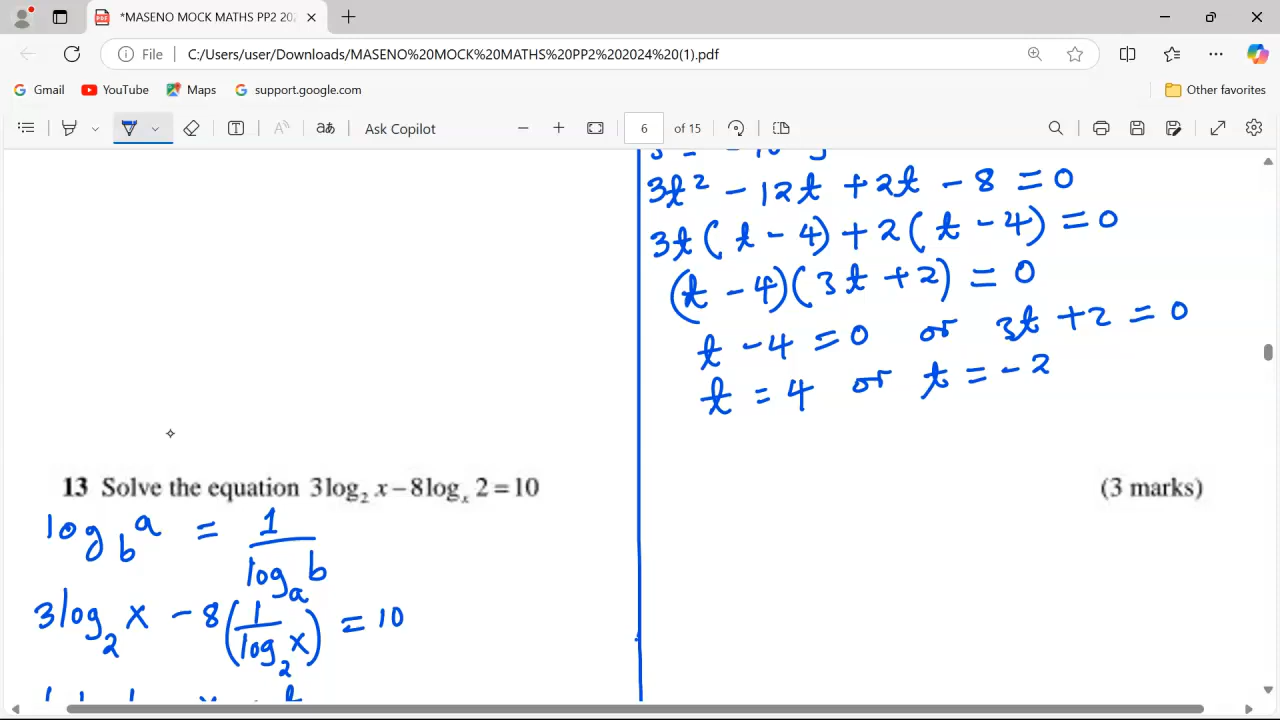 *MASENO MOCK MATHS PP2 202
File C:/Users/user/Downloads/MASENO%20MOCK%20MATHS%20PP2%202024%20(1).pdf
Gmail YouTube Maps support.google.com Other favorites
aあ Ask Copilot 6 of 15
3t² - 12t + 2t - 8 = 0
3t(t - 4) + 2(t - 4) = 0
(t - 4)(3t + 2) = 0
t - 4 = 0 or 3t + 2 = 0
t = 4 or t = - 2
13 Solve the equation 3log₂ x − 8logₓ 2 = 10 (3 marks)
log_b a = 1/log_a b
3log₂ x - 8(1/log₂ x) = 10